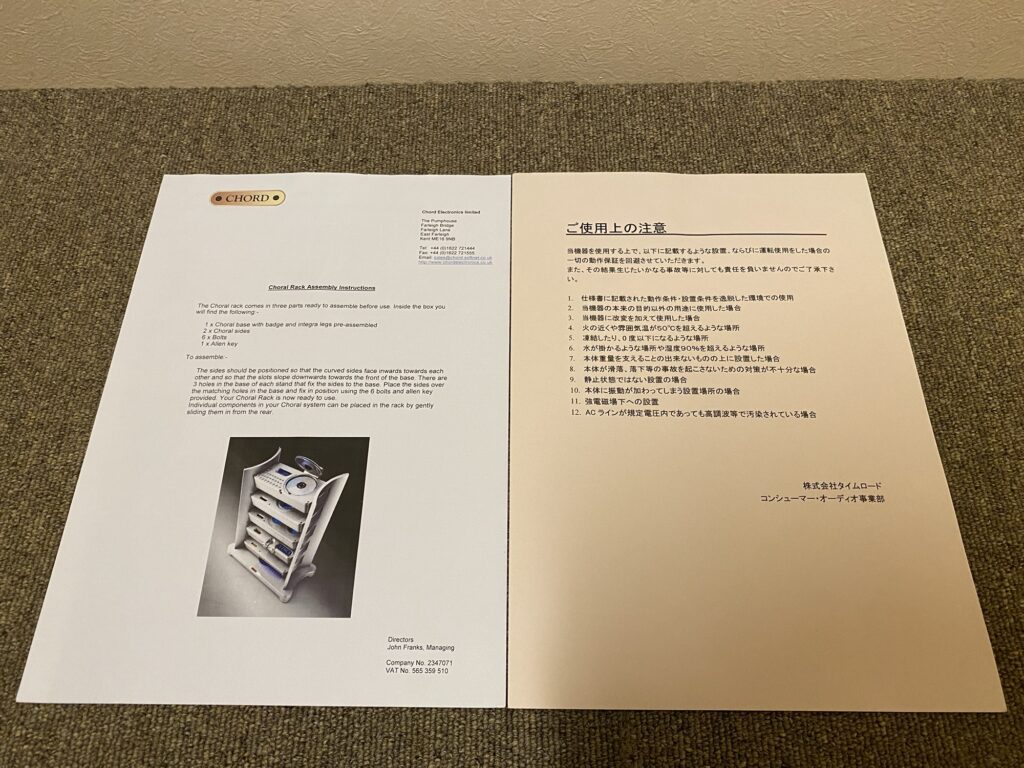 CHORD
Chord Electronics limited
The Pumphouse
Farleigh Bridge
Farleigh Lane
East Farleigh
Kent ME16 9NB
Tel: +44 (0)1622 721444
Fax: +44 (0)1622 721555
Email: sales@chord.softnet.co.uk
http://www.chordelectronics.co.uk
Choral Rack Assembly Instructions
The Choral rack comes in three parts ready to assemble before use. Inside the box you
will find the following:-
1 x Choral base with badge and integra legs pre-assembled
2 x Choral sides
6 x Bolts
1 x Allen key
To assemble:-
The sides should be positioned so that the curved sides face inwards towards each
other and so that the slots slope downwards towards the front of the base. There are
3 holes in the base of each stand that fix the sides to the base. Place the sides over
the matching holes in the base and fix in position using the 6 bolts and allen key
provided. Your Choral Rack is now ready to use.
Individual components in your Choral system can be placed in the rack by gently
sliding them in from the rear.
Directors
John Franks, Managing
Company No. 2347071
VAT No. 565 359 510
ご使用上の注意
当機器を使用する上で、以下に記載するような設置、ならびに運転使用をした場合の
一切の動作保証を回避させていただきます。
また、その結果生じたいかなる事故等に対しても責任を負いませんのでご了承下さ
い。
1. 仕様書に記載された動作条件・設置条件を逸脱した環境での使用
2. 当機器の本来の目的以外の用途に使用した場合
3. 当機器に改変を加えて使用した場合
4. 火の近くや雰囲気温が50℃を超えるような場所
5. 凍結したり、0度以下になるような場所
6. 水が掛かるような場所や湿度90%を超えるような場所
7. 本体重量を支えることの出来ないものの上に設置した場合
8. 本体が滑落、落下等の事故を起こさないための対策が不十分な場合
9. 静止状態ではない設置の場合
10. 本体に振動が加わってしまう設置場所の場合
11. 強電磁場下への設置
12. ACラインが規定電圧内であっても高調波等で汚染されている場合
株式会社タイムロード
コンシューマー・オーディオ事業部